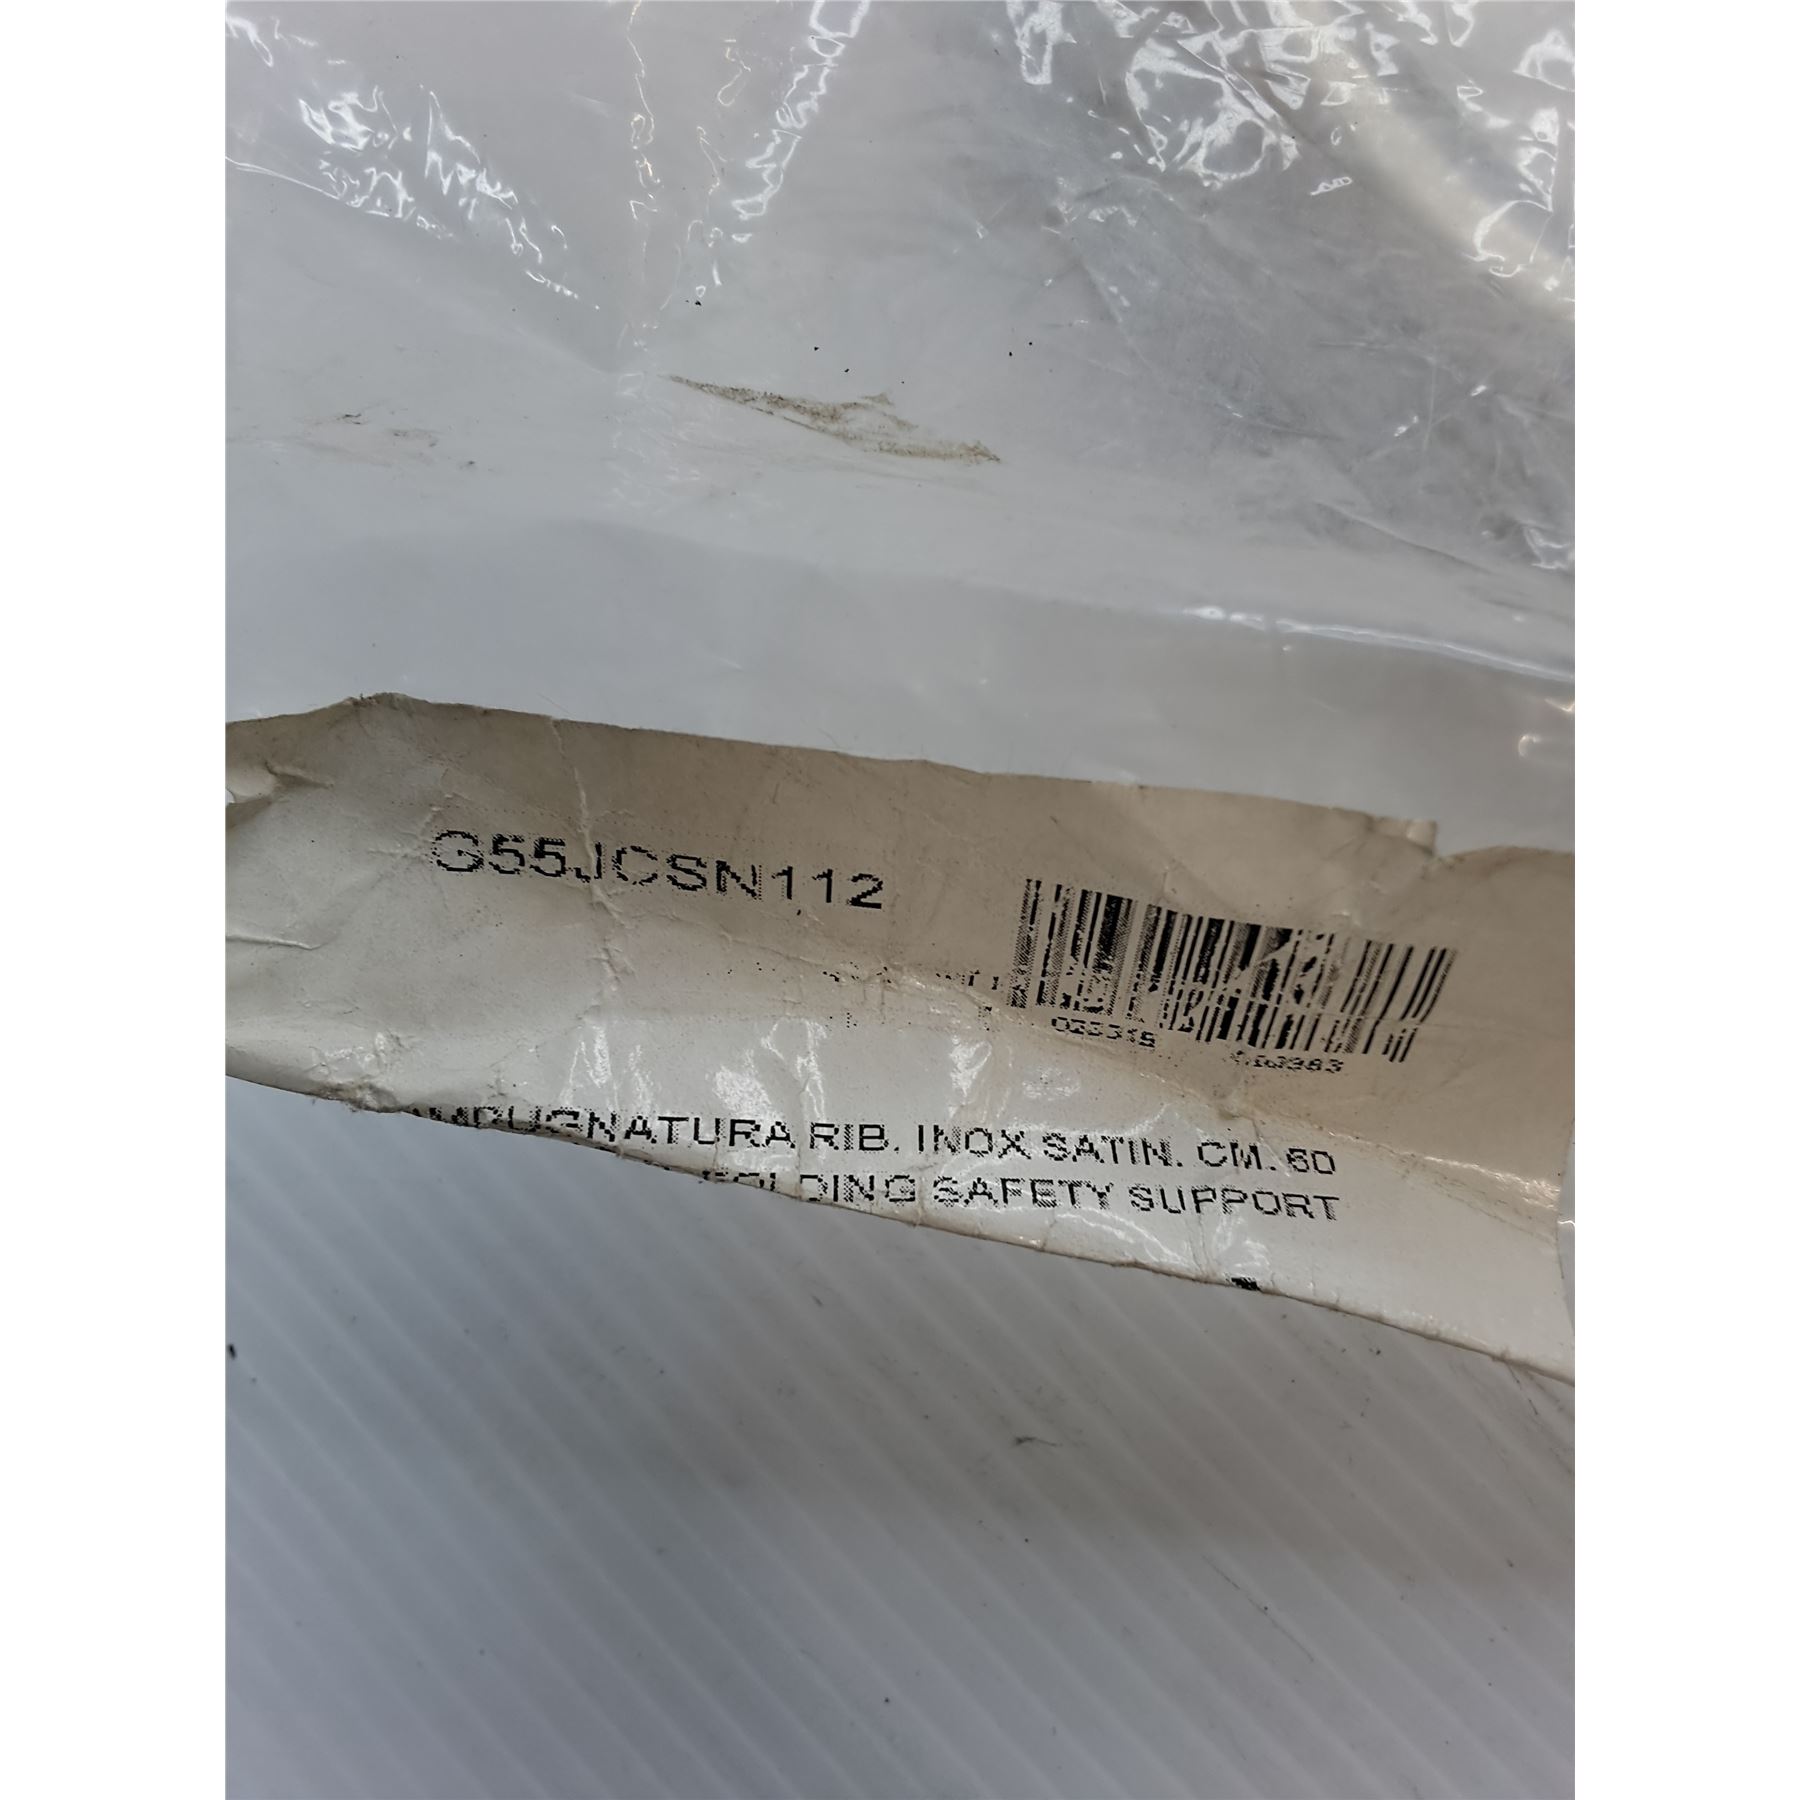 G55JCSN112
IMPUGNATURA RIB. INOX SATIN. CM. 60
FOLDING SAFETY SUPPORT